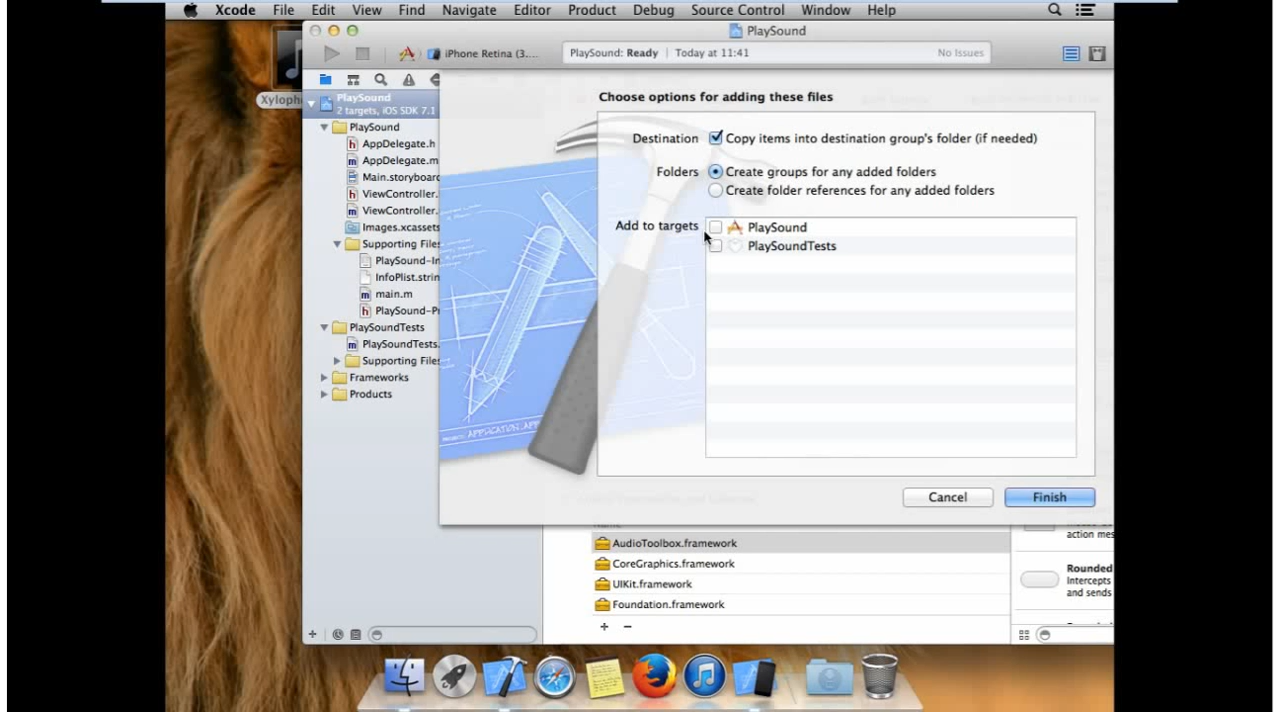 Xcode File Edit View Find Navigate Editor Product Debug Source Control Window Help
PlaySound
iPhone Retina (3.... PlaySound: Ready | Today at 11:41 No Issues
PlaySound
2 targets, iOS SDK 7.1
PlaySound
AppDelegate.h
AppDelegate.m
Main.storyboard
ViewController.
ViewController.
Images.xcassets
Supporting Files
PlaySound-In
InfoPlist.strin
main.m
PlaySound-Pr
PlaySoundTests
PlaySoundTests.
Supporting Files
Frameworks
Products
Choose options for adding these files
Destination Copy items into destination group's folder (if needed)
Folders Create groups for any added folders
Create folder references for any added folders
Add to targets PlaySound
PlaySoundTests
Cancel Finish
AudioToolbox.framework
CoreGraphics.framework
UIKit.framework
Foundation.framework
action mes
Rounded
Intercepts
and sends
Xyloph